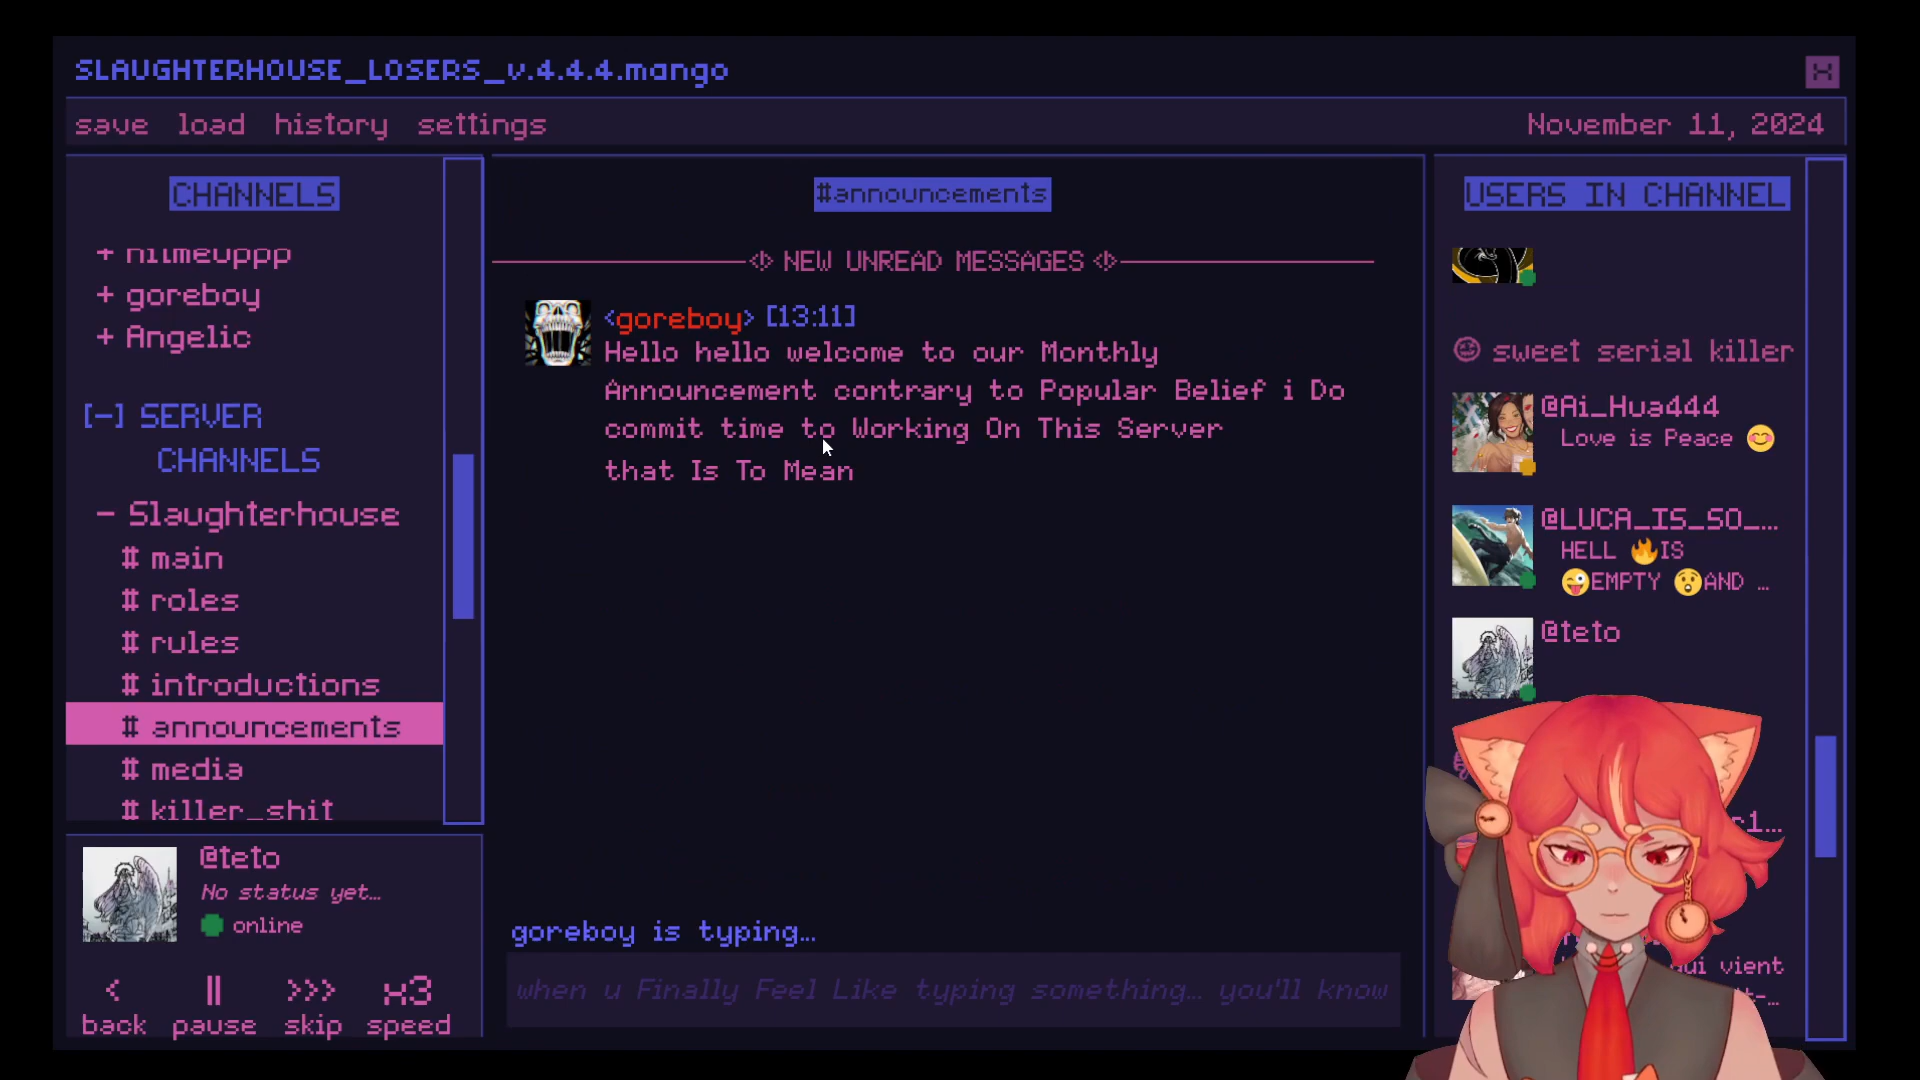 SLAUGHTERHOUSE_LOSERS_v.4.4.4.mango
save load history settings
November 11, 2024
CHANNELS
+ nilmeuppp
+ goreboy
+ Angelic
[-] SERVER
CHANNELS
- Slaughterhouse
# main
# roles
# rules
# introductions
# announcements
# media
# killer_shit
@teto
No status yet…
online
< || >>> x3
back pause skip speed
#announcements
NEW UNREAD MESSAGES
<goreboy> [13:11]
Hello hello welcome to our Monthly
Announcement contrary to Popular Belief i Do
commit time to Working On This Server
that Is To Mean
goreboy is typing…
when u Finally Feel Like typing something… you'll know
USERS IN CHANNEL
sweet serial killer
@Ai_Hua444
Love is Peace 😊
@LUCA_IS_SO_…
HELL 🔥IS
😜EMPTY 😲AND …
@teto
qui vient